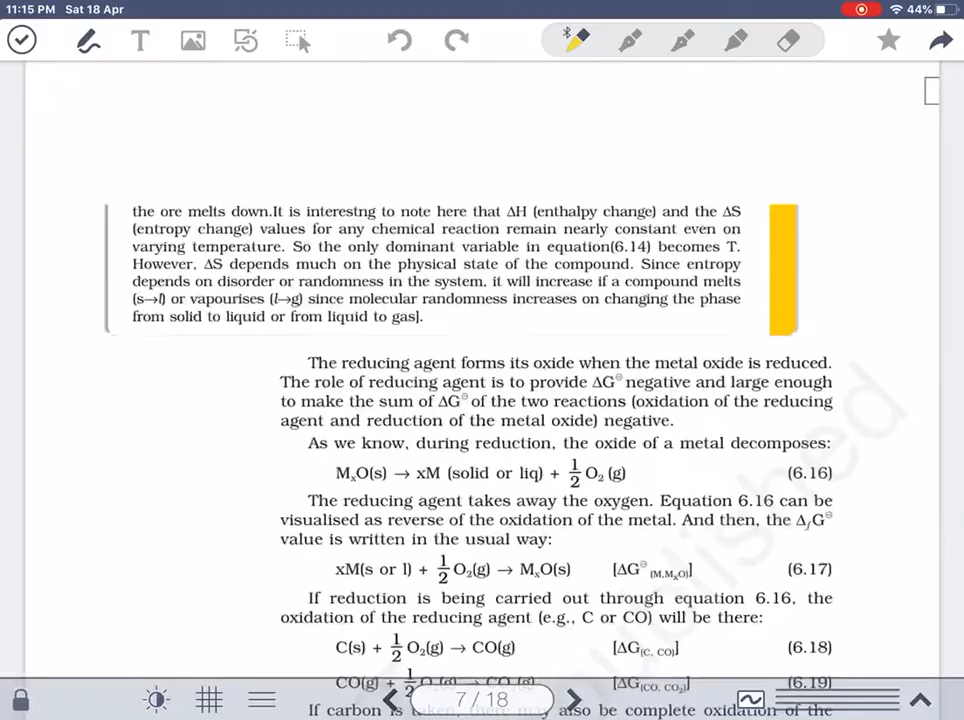 11:15 PM Sat 18 Apr 44%
T
the ore melts down.It is interestng to note here that ΔH (enthalpy change) and the ΔS
(entropy change) values for any chemical reaction remain nearly constant even on
varying temperature. So the only dominant variable in equation(6.14) becomes T.
However, ΔS depends much on the physical state of the compound. Since entropy
depends on disorder or randomness in the system, it will increase if a compound melts
(s→l) or vapourises (l→g) since molecular randomness increases on changing the phase
from solid to liquid or from liquid to gas].
The reducing agent forms its oxide when the metal oxide is reduced.
The role of reducing agent is to provide ΔG⊖ negative and large enough
to make the sum of ΔG⊖ of the two reactions (oxidation of the reducing
agent and reduction of the metal oxide) negative.
As we know, during reduction, the oxide of a metal decomposes:
MₓO(s) → xM (solid or liq) + 1/2 O₂ (g) (6.16)
The reducing agent takes away the oxygen. Equation 6.16 can be
visualised as reverse of the oxidation of the metal. And then, the ΔfG⊖
value is written in the usual way:
xM(s or l) + 1/2 O₂(g) → MₓO(s) [ΔG⊖(M,MₓO)] (6.17)
If reduction is being carried out through equation 6.16, the
oxidation of the reducing agent (e.g., C or CO) will be there:
C(s) + 1/2 O₂(g) → CO(g) [ΔG(C, CO)] (6.18)
CO(g) + 1/2 O₂(g) → CO₂(g) [ΔG(CO, CO₂)] (6.19)
If carbon is taken, there may also be complete oxidation of the
7 / 18
published